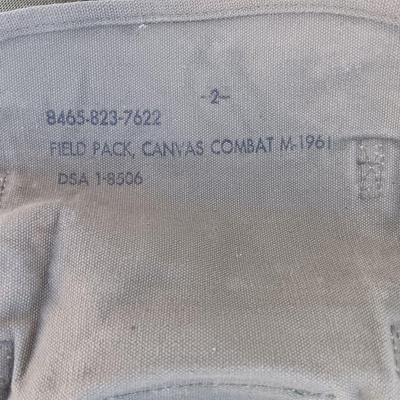 -2-
8465-823-7622
FIELD PACK, CANVAS COMBAT M-1961
DSA 1-8506